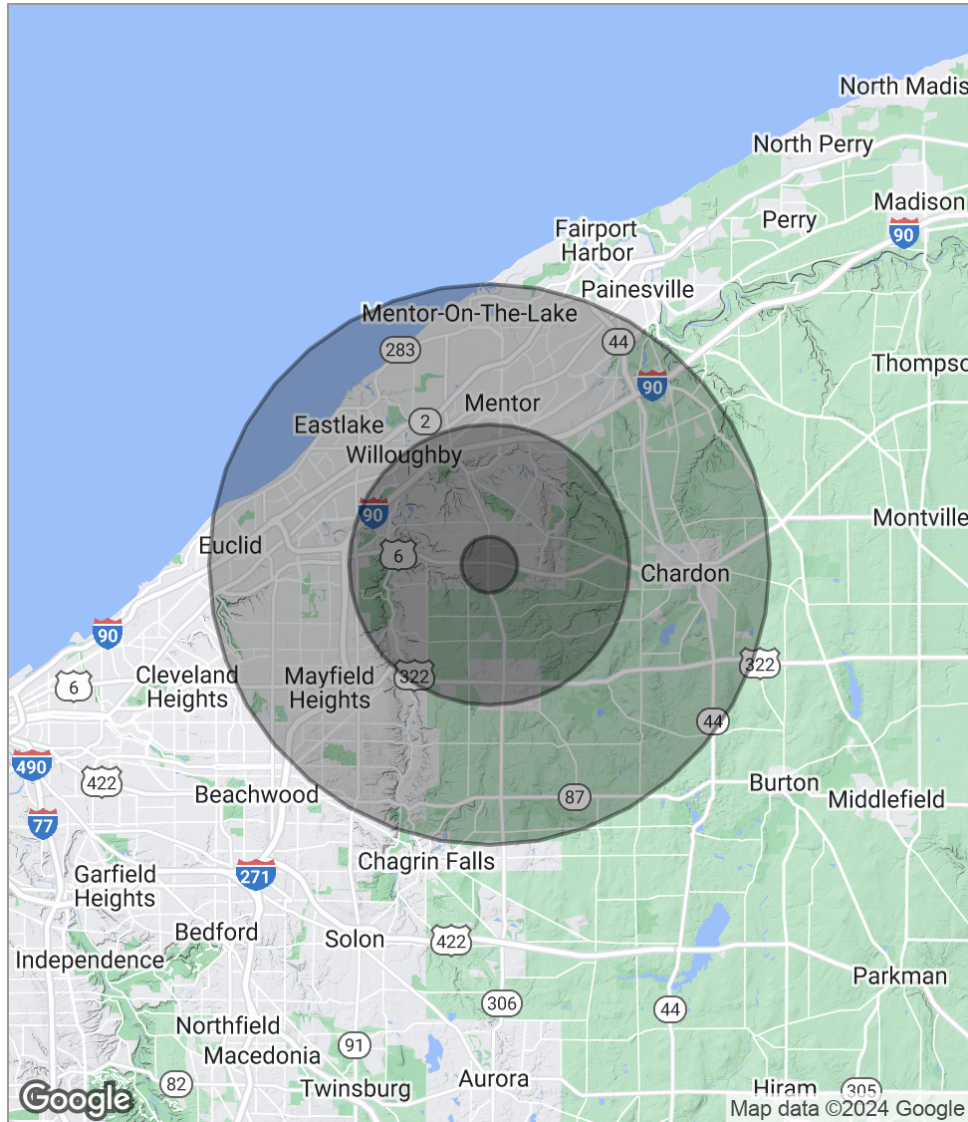 North Madis
North Perry
Madison
Fairport
Harbor
Perry
90
Painesville
Mentor-On-The-Lake
283
44
Thompso
90
Mentor
Eastlake
2
Willoughby
90
Montville
Euclid
6
Chardon
90
Cleveland
Heights
6
Mayfield
Heights
322
322
44
490
422
Beachwood
87
Burton
Middlefield
77
Chagrin Falls
271
Garfield
Heights
Bedford
Solon
422
Independence
Parkman
306
44
Northfield
91
Macedonia
82
Twinsburg
Aurora
Hiram
305
Google
Map data ©2024 Google